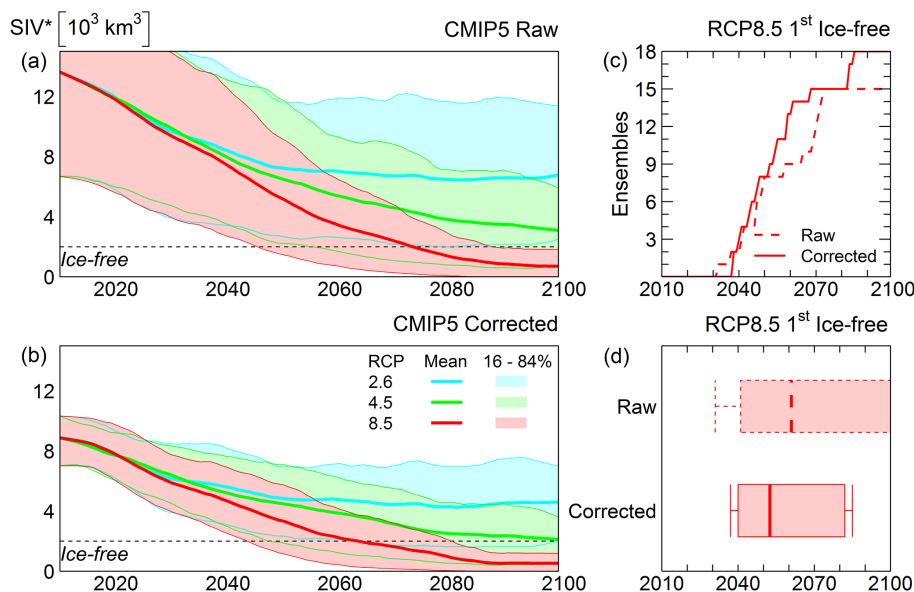 SIV* [10³ km³]
CMIP5 Raw
(a)
12
8
4
0
Ice-free
2020 2040 2060 2080 2100
RCP8.5 1st Ice-free
(c)
18
15
12
9
6
3
Ensembles
Raw
Corrected
2010 2040 2070 2100
CMIP5 Corrected
(b)
RCP Mean 16 - 84%
2.6
4.5
8.5
12
8
4
0
Ice-free
2020 2040 2060 2080 2100
RCP8.5 1st Ice-free
(d)
Raw
Corrected
2010 2040 2070 2100